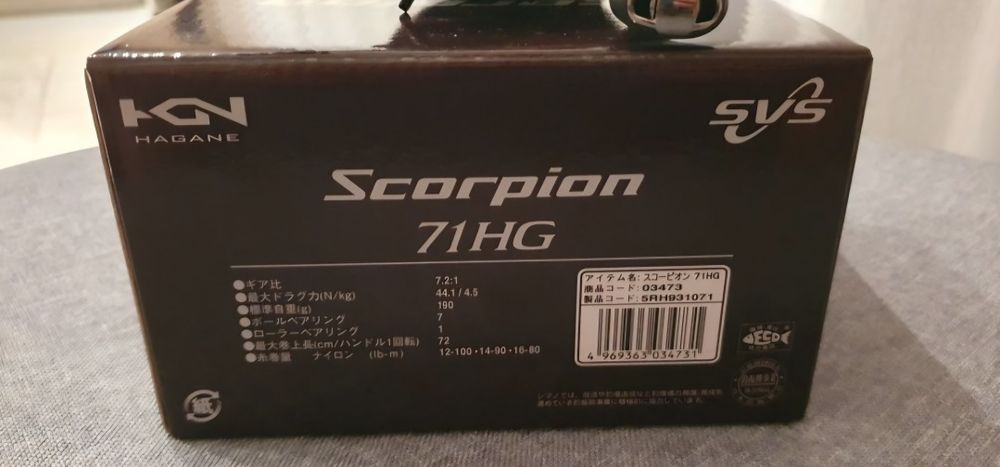 KGN
HAGANE
SVS
Scorpion
71HG
●ギア比 7.2:1
●最大ドラグ力(N/kg) 44.1/4.5
●標準自重(g) 190
●ボールベアリング 7
●ローラーベアリング 1
●最大巻上長(cm/ハンドル1回転) 72
●糸巻量 ナイロン (lb-m) 12-100・14-90・16-80
アイテム名: スコーピオン 71HG
商品コード: 03473
製品コード: 5RH931071
4 969363 034731
ECO
紙